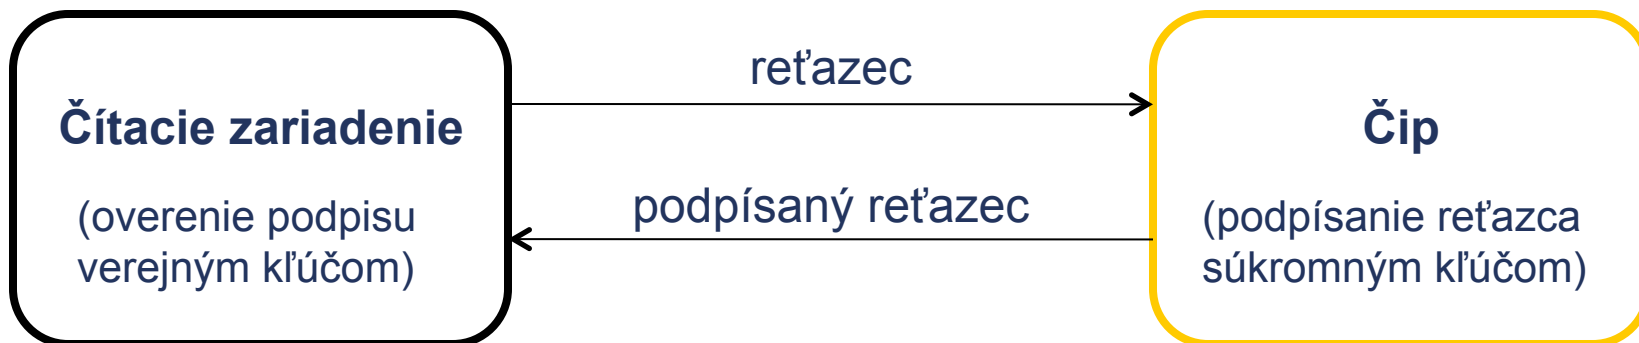 reťazec
Čítacie zariadenie
Čip
(overenie podpisu
verejným kľúčom)
podpísaný reťazec
(podpísanie reťazca
súkromným kľúčom)